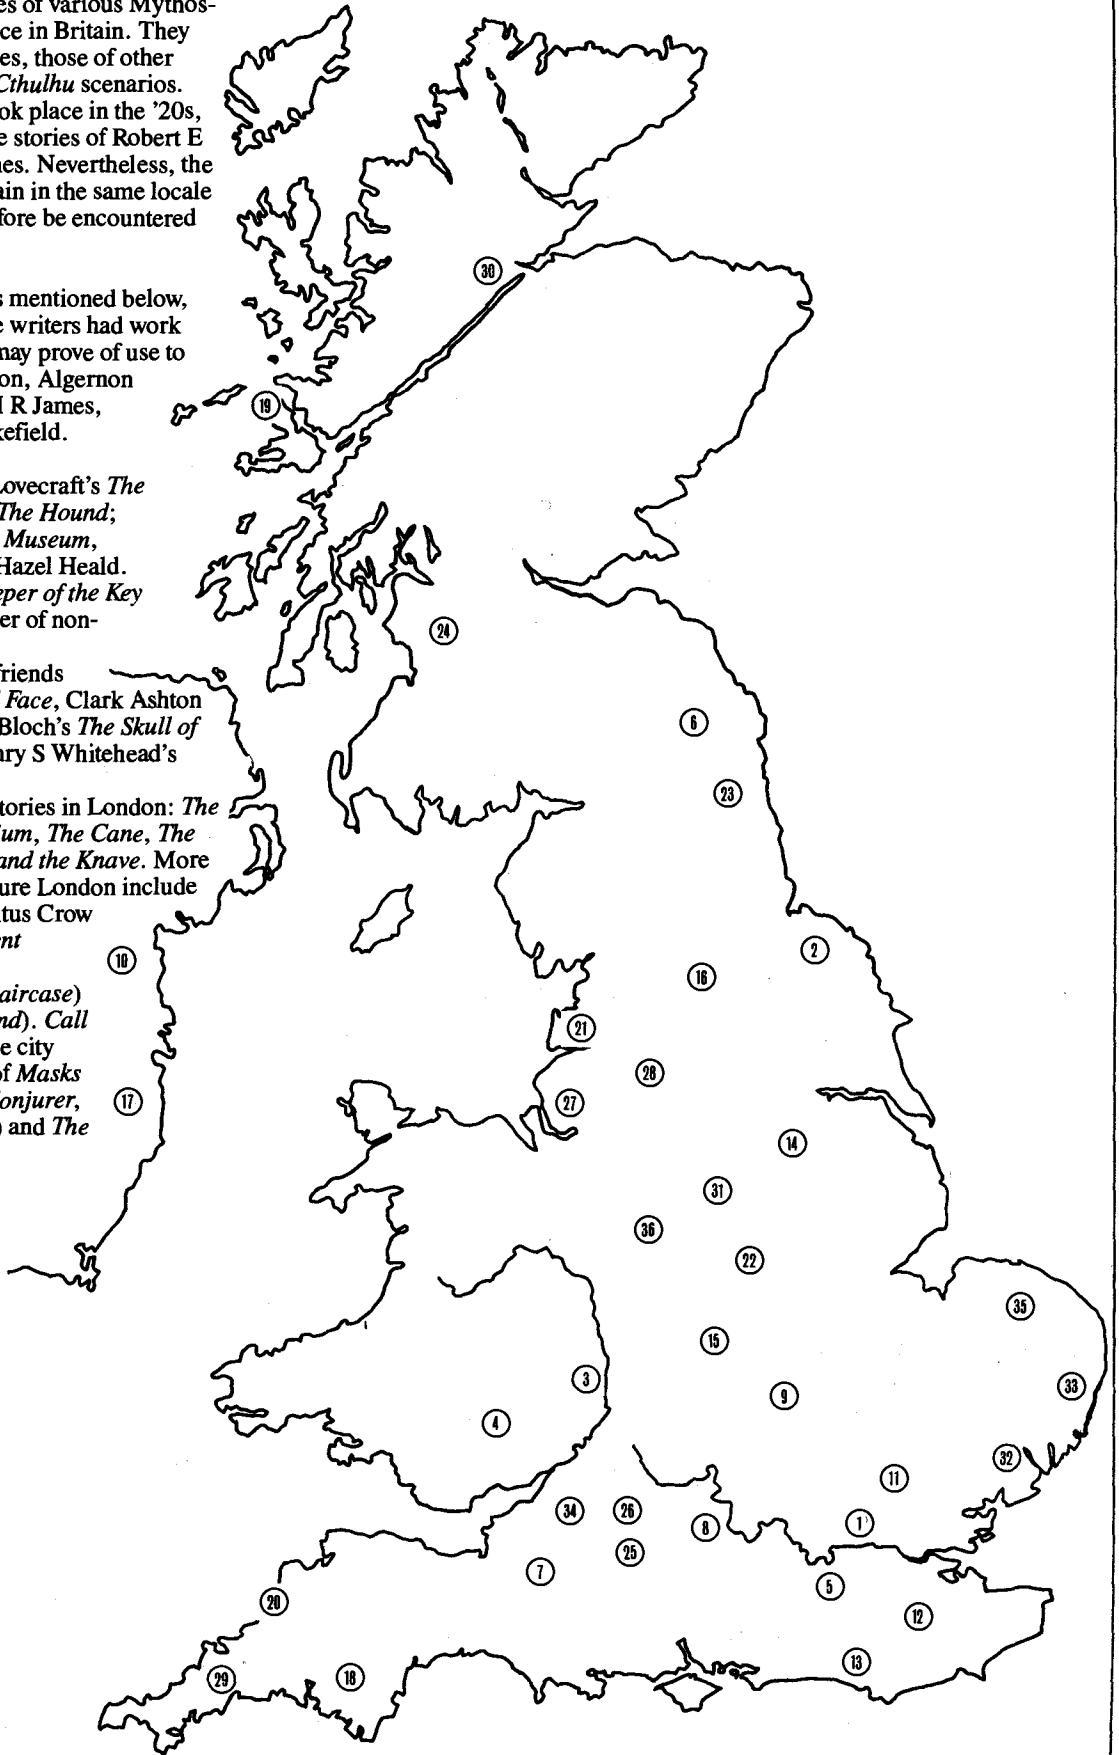 es of various Mythos-
ce in Britain. They
es, those of other
Cthulhu scenarios.
ok place in the '20s,
e stories of Robert E
nes. Nevertheless, the
ain in the same locale
fore be encountered
s mentioned below,
e writers had work
may prove of use to
on, Algernon
I R James,
kefield.
Lovecraft's The
The Hound;
Museum,
Hazel Heald.
eper of the Key
er of non-
friends
Face, Clark Ashton
Bloch's The Skull of
ary S Whitehead's
tories in London: The
um, The Cane, The
and the Knave. More
ure London include
tus Crow
nt
aircase)
nd). Call
e city
of Masks
onjurer,
) and The
30
19
24
6
23
2
10
16
21
28
17
27
14
31
36
22
35
15
3
33
9
4
32
11
34
26
1
8
25
7
5
20
12
13
18
29